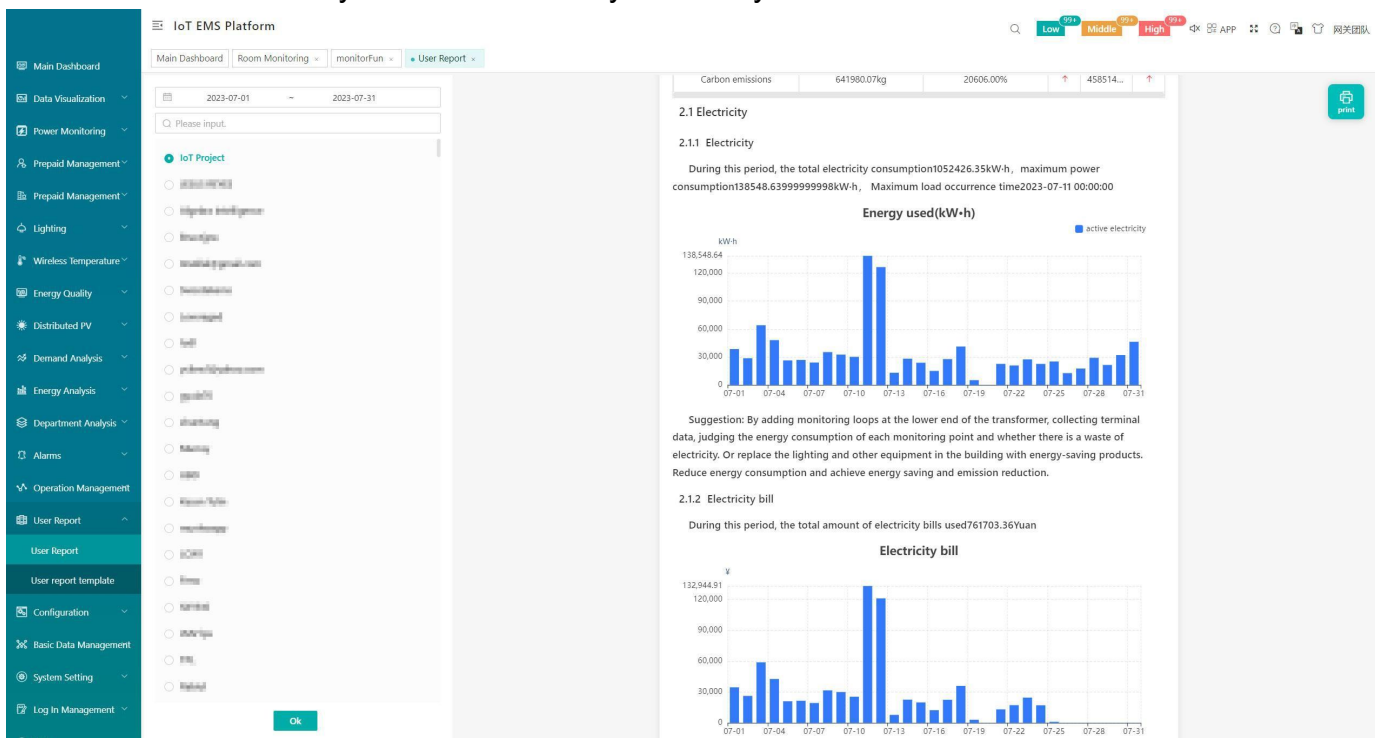 IoT EMS Platform
Low 99+ Middle 99+ High 99+ APP 网关团队
Main Dashboard Room Monitoring × monitorFun × User Report ×
Main Dashboard
Data Visualization
Power Monitoring
Prepaid Management
Prepaid Management
Lighting
Wireless Temperature
Energy Quality
Distributed PV
Demand Analysis
Energy Analysis
Department Analysis
Alarms
Operation Management
User Report
User Report
User report template
Configuration
Basic Data Management
System Setting
Log In Management
2023-07-01 ~ 2023-07-31
Please input.
IoT Project
Ok
print
Carbon emissions 641980.07kg 20606.00% ↑ 458514... ↑
2.1 Electricity
2.1.1 Electricity
During this period, the total electricity consumption1052426.35kW·h, maximum power
consumption138548.63999999998kW·h, Maximum load occurrence time2023-07-11 00:00:00
Energy used(kW•h)
active electricity
kW·h
138,548.64
120,000
90,000
60,000
30,000
0
07-01 07-04 07-07 07-10 07-13 07-16 07-19 07-22 07-25 07-28 07-31
Suggestion: By adding monitoring loops at the lower end of the transformer, collecting terminal
data, judging the energy consumption of each monitoring point and whether there is a waste of
electricity. Or replace the lighting and other equipment in the building with energy-saving products.
Reduce energy consumption and achieve energy saving and emission reduction.
2.1.2 Electricity bill
During this period, the total amount of electricity bills used761703.36Yuan
Electricity bill
¥
132,944.91
120,000
90,000
60,000
30,000
0
07-01 07-04 07-07 07-10 07-13 07-16 07-19 07-22 07-25 07-28 07-31